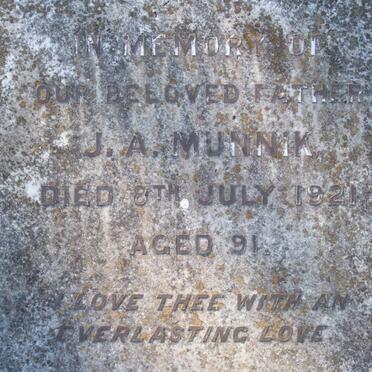 IN MEMORY OF
OUR BELOVED FATHER
J. A. MUNNIK
DIED 8TH JULY 1921
AGED 91
LOVE THEE WITH AN
EVERLASTING LOVE